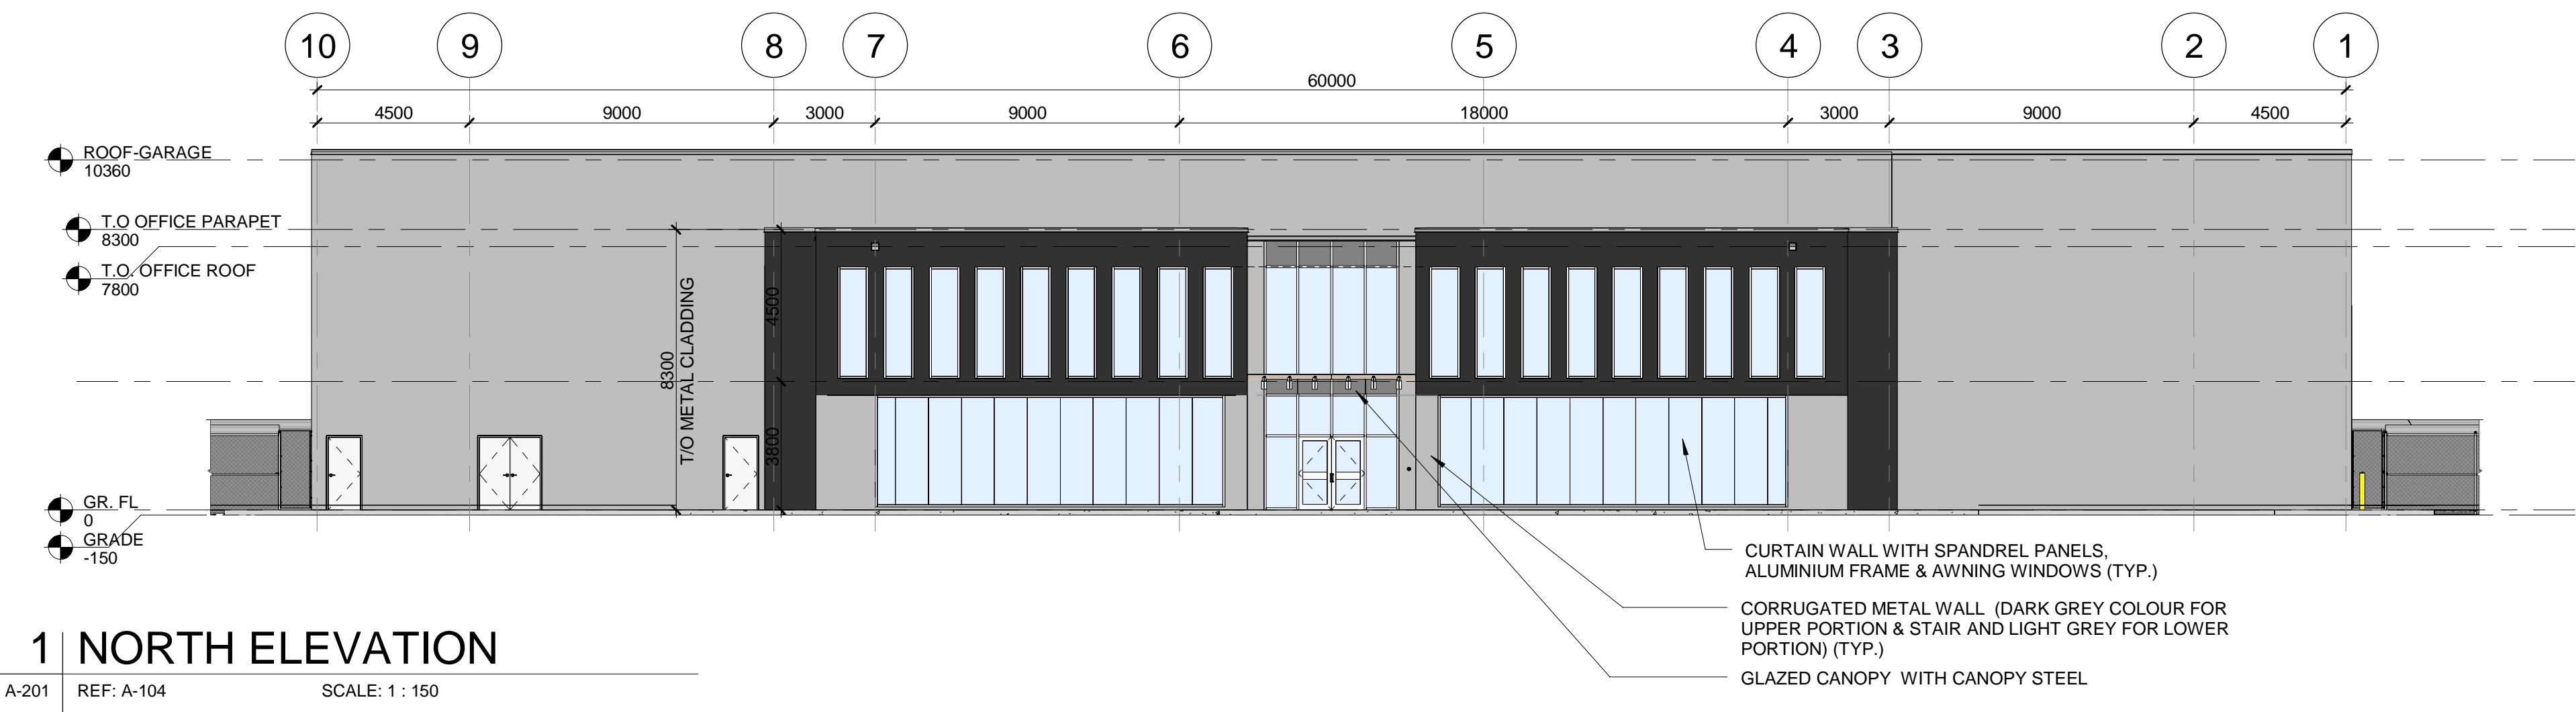 10 9 8 7 6 5 4 3 2 1
60000
4500 9000 3000 9000 18000 3000 9000 4500
ROOF-GARAGE
10360
T.O OFFICE PARAPET
8300
T.O. OFFICE ROOF
7800
8300
T/O METAL CLADDING
4500
3800
GR. FL
0
GRADE
-150
CURTAIN WALL WITH SPANDREL PANELS,
ALUMINIUM FRAME & AWNING WINDOWS (TYP.)
CORRUGATED METAL WALL (DARK GREY COLOUR FOR
UPPER PORTION & STAIR AND LIGHT GREY FOR LOWER
PORTION) (TYP.)
GLAZED CANOPY WITH CANOPY STEEL
1 NORTH ELEVATION
A-201 REF: A-104 SCALE: 1 : 150